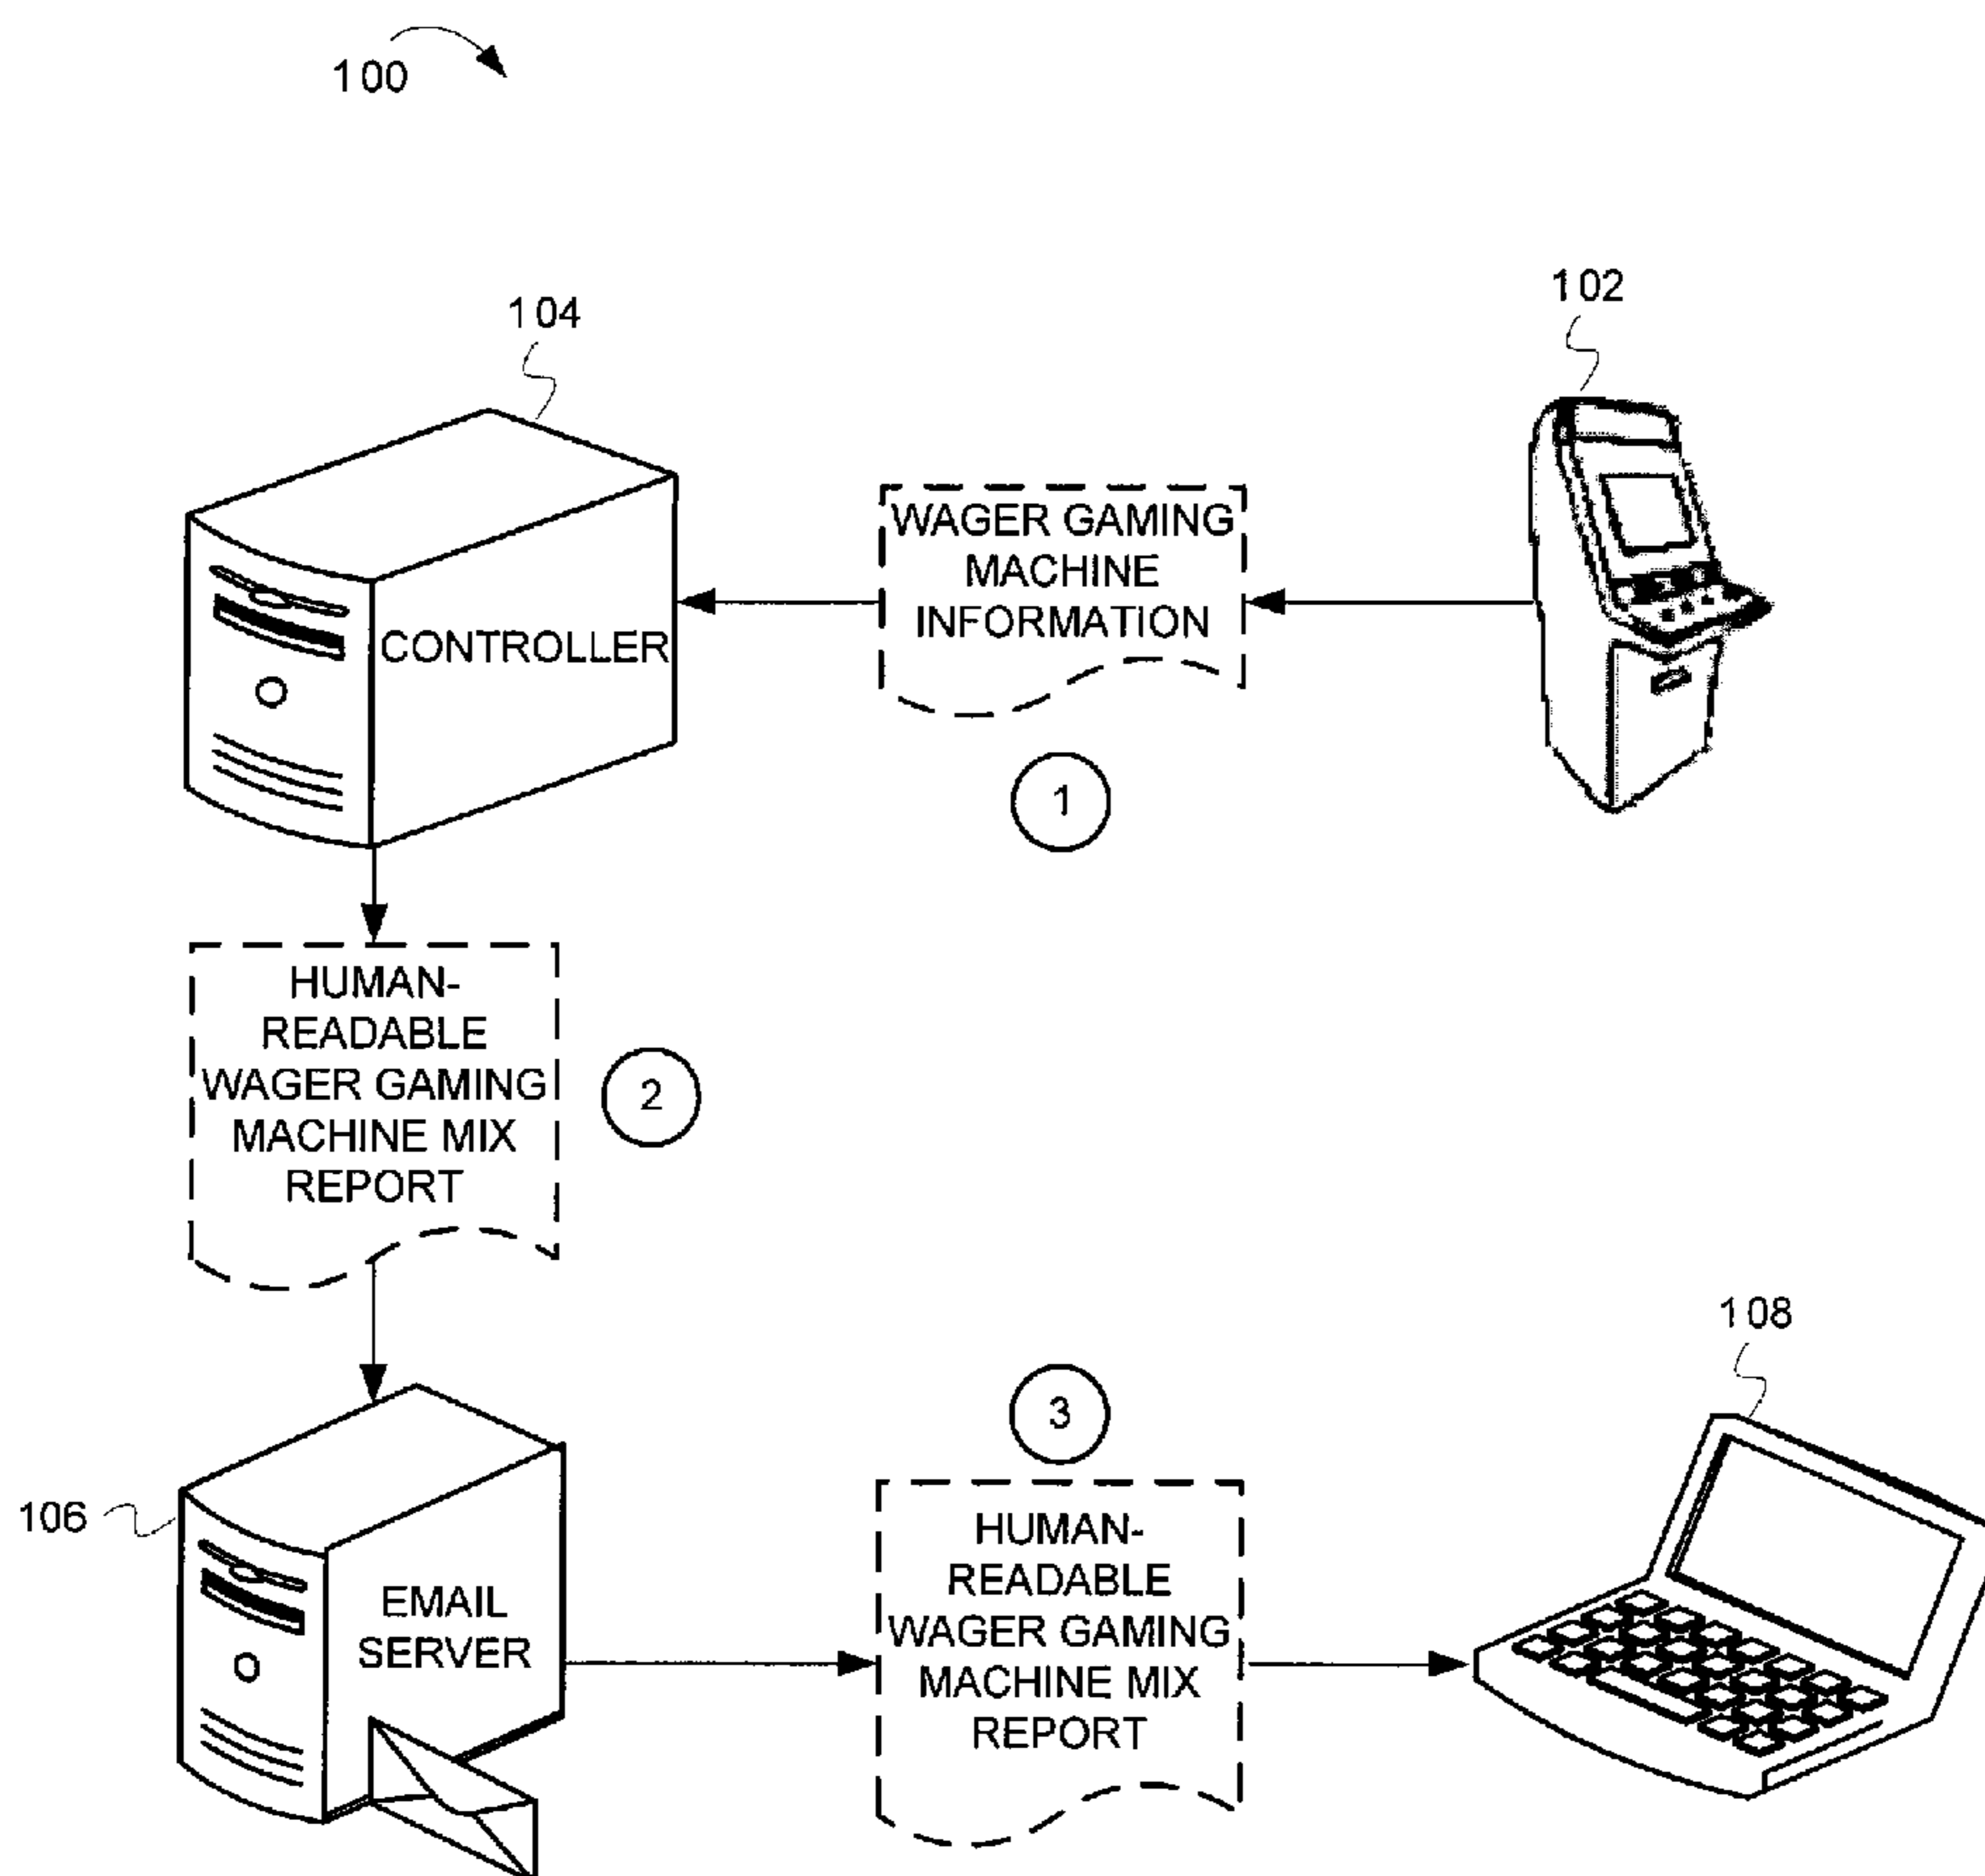 100
104
102
WAGER GAMING
MACHINE
INFORMATION
CONTROLLER
1
HUMAN-
READABLE
WAGER GAMING
MACHINE MIX
REPORT
2
108
3
106
EMAIL
SERVER
HUMAN-
READABLE
WAGER GAMING
MACHINE MIX
REPORT